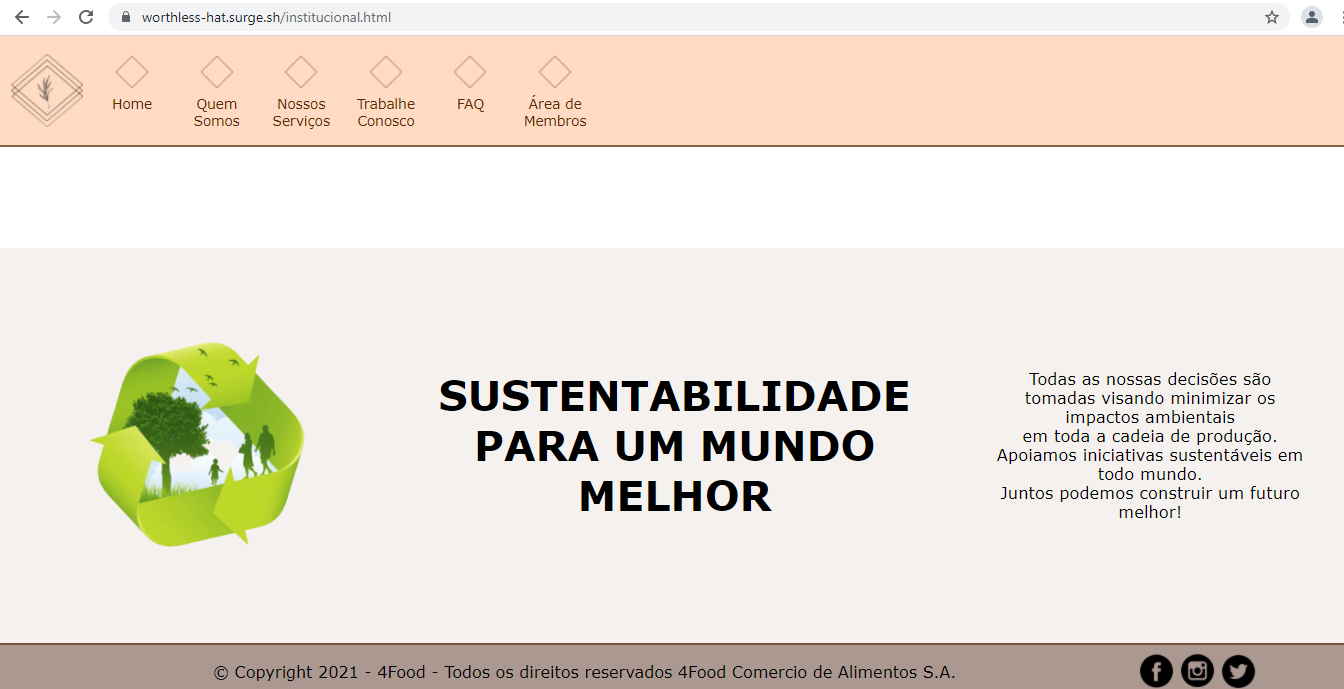 worthless-hat.surge.sh/institucional.html
Home
Quem
Somos
Nossos
Serviços
Trabalhe
Conosco
FAQ
Área de
Membros
SUSTENTABILIDADE
PARA UM MUNDO
MELHOR
Todas as nossas decisões são
tomadas visando minimizar os
impactos ambientais
em toda a cadeia de produção.
Apoiamos iniciativas sustentáveis em
todo mundo.
Juntos podemos construir um futuro
melhor!
© Copyright 2021 - 4Food - Todos os direitos reservados 4Food Comercio de Alimentos S.A.